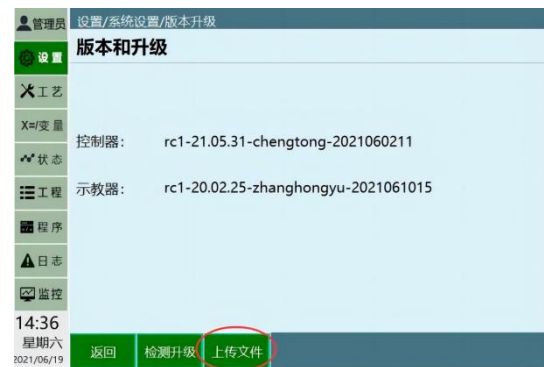 管理员
设置/系统设置/版本升级
设置
版本和升级
工艺
X=/变量
控制器： rc1-21.05.31-chengtong-2021060211
状态
示教器： rc1-20.02.25-zhanghongyu-2021061015
工程
程序
日志
监控
14:36
星期六
2021/06/19
返回 检测升级 上传文件